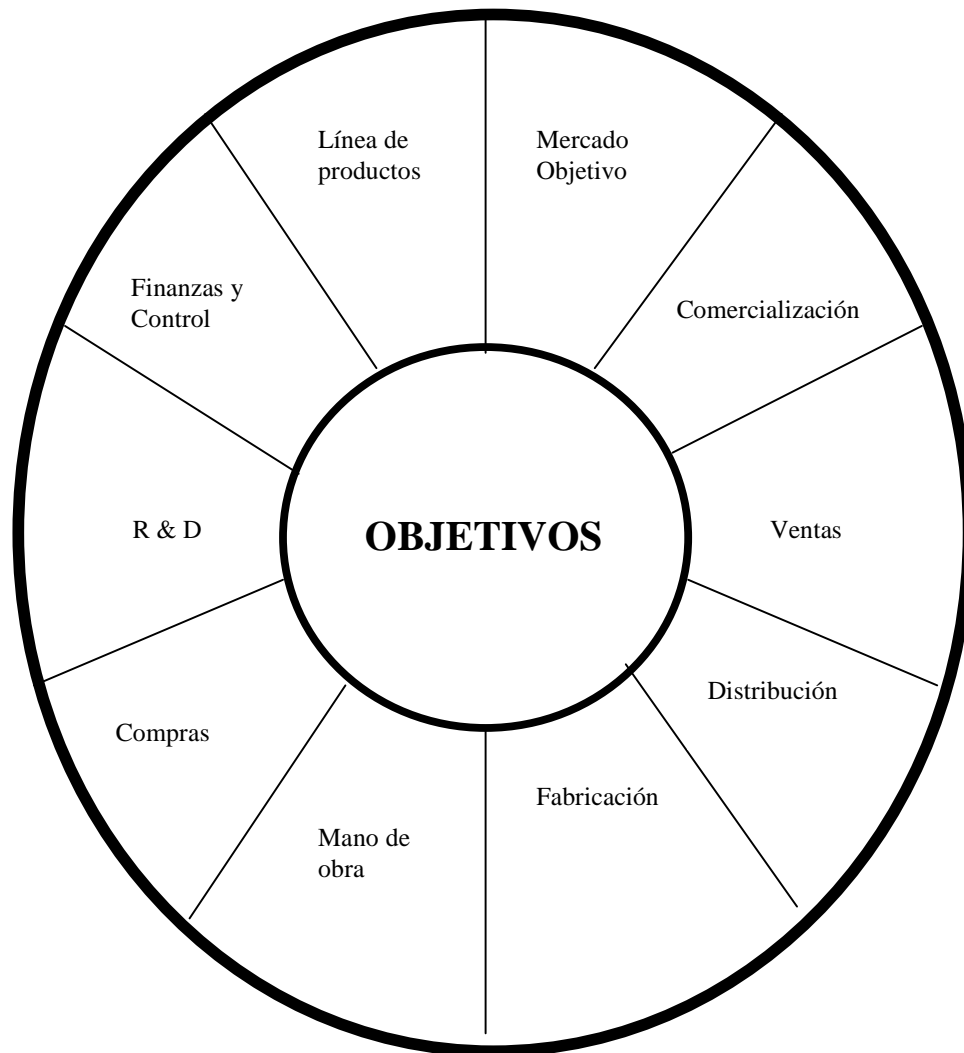 Línea de
productos
Mercado
Objetivo
Finanzas y
Control
Comercialización
R & D
OBJETIVOS
Ventas
Distribución
Compras
Fabricación
Mano de
obra